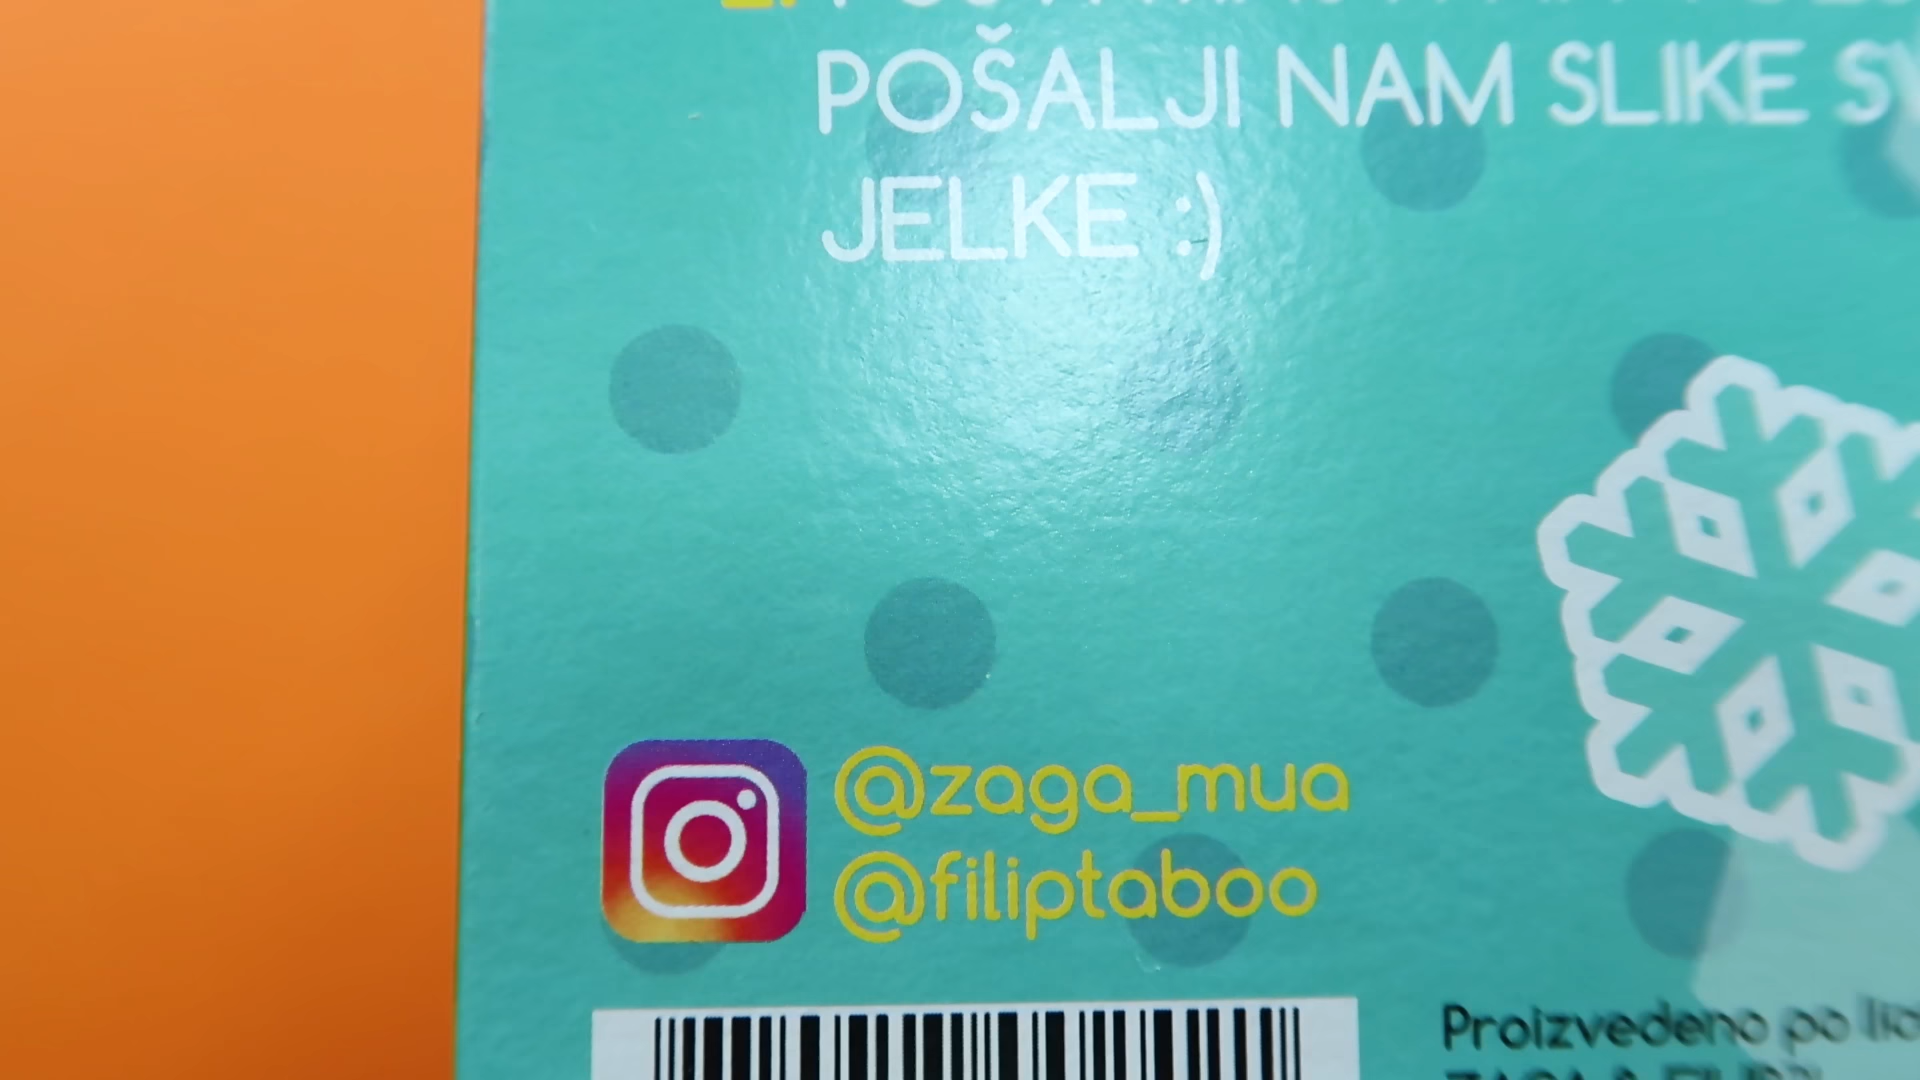 POŠALJI NAM SLIKE
JELKE :)
@zaga_mua
@filiptaboo
Proizvedeno po